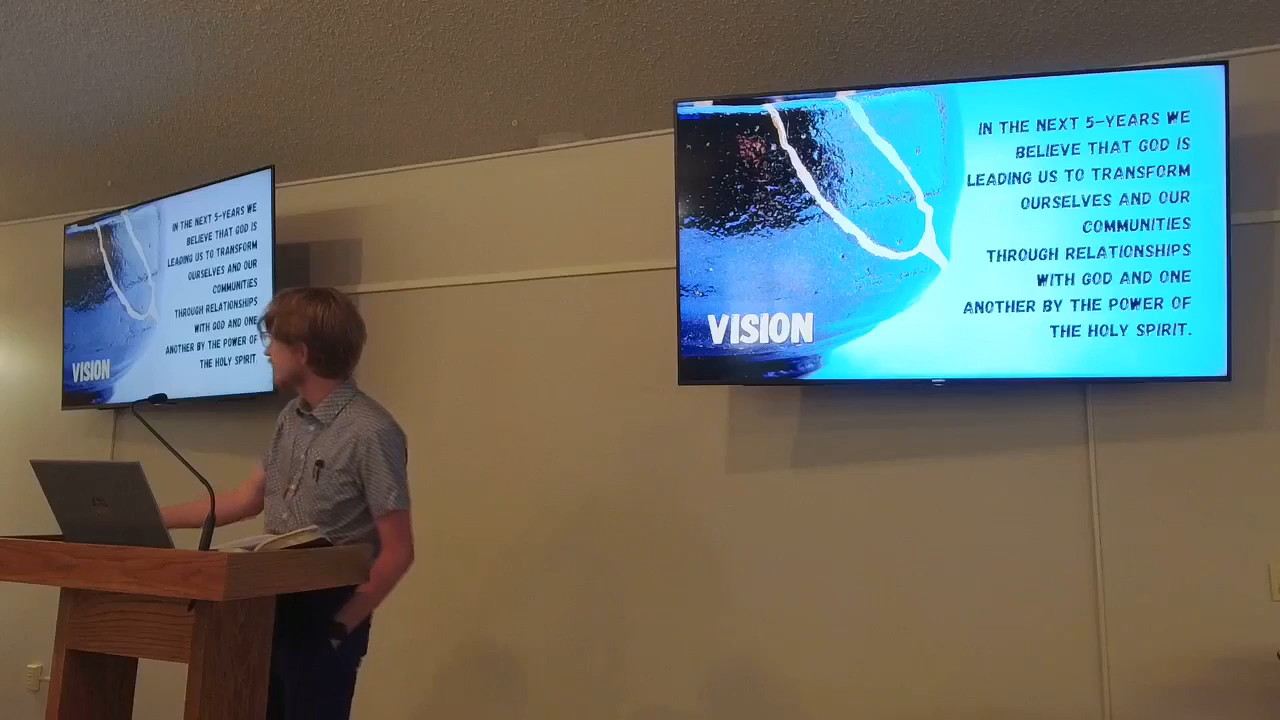 IN THE NEXT 5-YEARS WE
BELIEVE THAT GOD IS
LEADING US TO TRANSFORM
OURSELVES AND OUR
COMMUNITIES
THROUGH RELATIONSHIPS
WITH GOD AND ONE
ANOTHER BY THE POWER OF
THE HOLY SPIRIT
VISION
IN THE NEXT 5-YEARS WE
BELIEVE THAT GOD IS
LEADING US TO TRANSFORM
OURSELVES AND OUR
COMMUNITIES
THROUGH RELATIONSHIPS
WITH GOD AND ONE
ANOTHER BY THE POWER OF
THE HOLY SPIRIT.
VISION